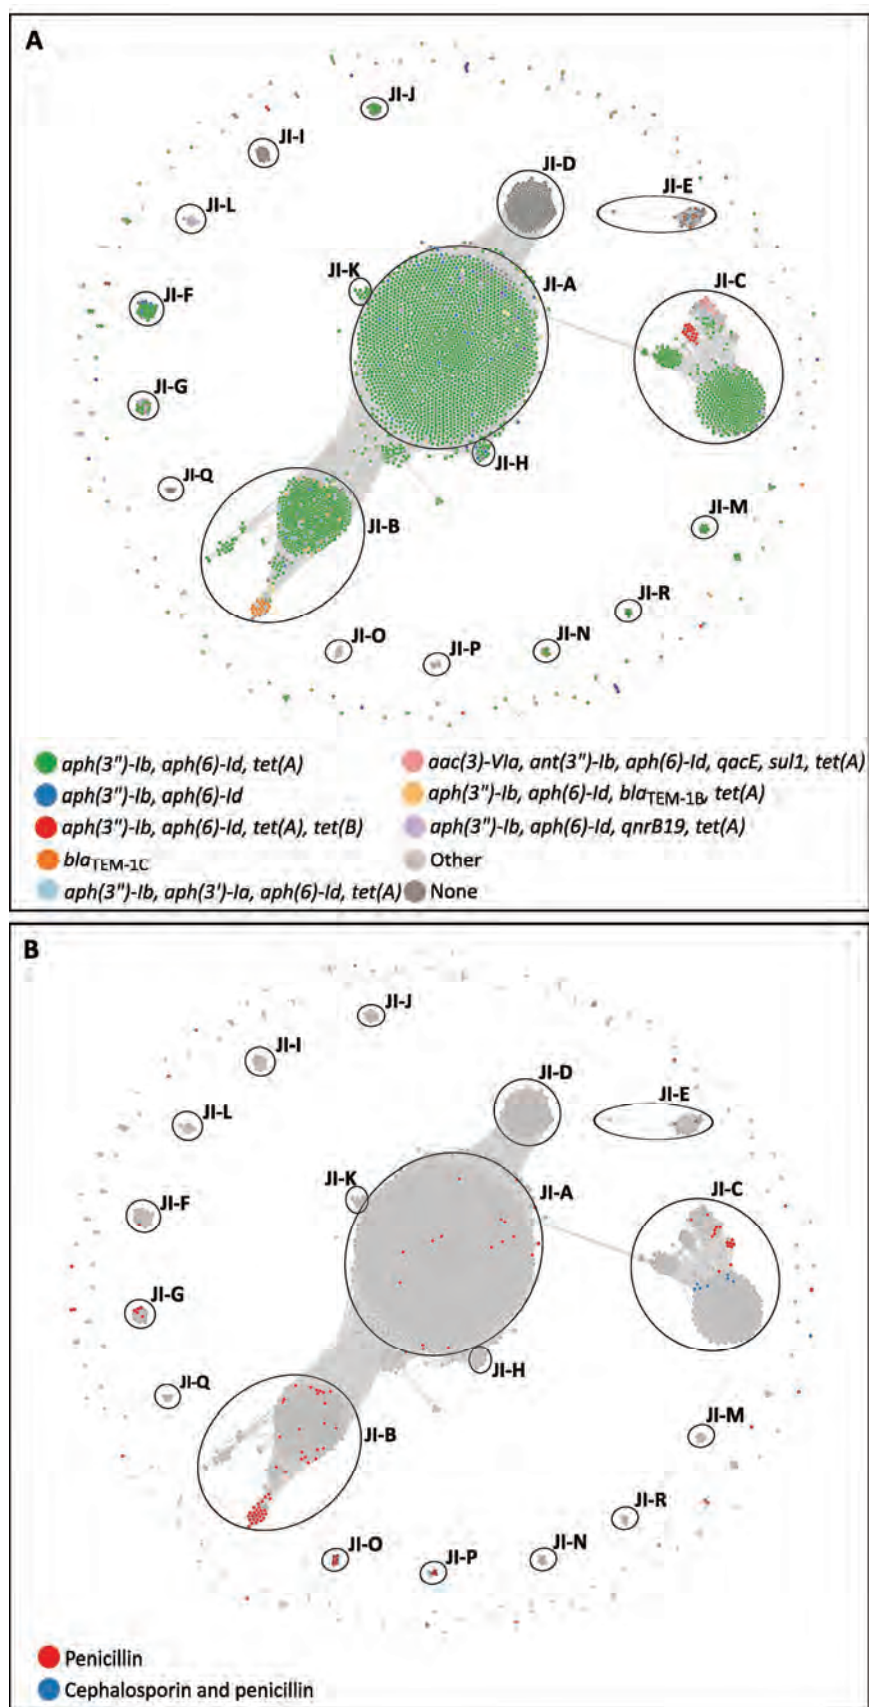 A
JI-J
JI-I
JI-D
JI-E
JI-L
JI-K
JI-A
JI-C
JI-F
JI-G
JI-H
JI-Q
JI-B
JI-M
JI-R
JI-O
JI-P
JI-N
aph(3")-Ib, aph(6)-Id, tet(A)
aph(3")-Ib, aph(6)-Id
aph(3")-Ib, aph(6)-Id, tet(A), tet(B)
blaTEM-1C
aph(3")-Ib, aph(3')-Ia, aph(6)-Id, tet(A)
aac(3)-VIa, ant(3")-Ib, aph(6)-Id, qacE, sul1, tet(A)
aph(3")-Ib, aph(6)-Id, blaTEM-1B, tet(A)
aph(3")-Ib, aph(6)-Id, qnrB19, tet(A)
Other
None
B
JI-J
JI-I
JI-D
JI-E
JI-L
JI-K
JI-A
JI-C
JI-F
JI-G
JI-H
JI-Q
JI-B
JI-M
JI-R
JI-O
JI-P
JI-N
Penicillin
Cephalosporin and penicillin